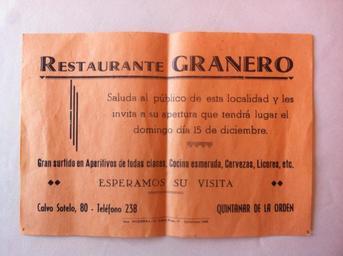 RESTAURANTE GRANERO
Saluda al público de esta localidad y les
invita a su apertura que tendrá lugar el
domingo día 15 de diciembre.
Gran surtido en Aperitivos de todas clases, Cocina esmerada, Cervezas, Licores, etc.
ESPERAMOS SU VISITA
Calvo Sotelo, 80 - Teléfono 238
QUINTANAR DE LA ORDEN